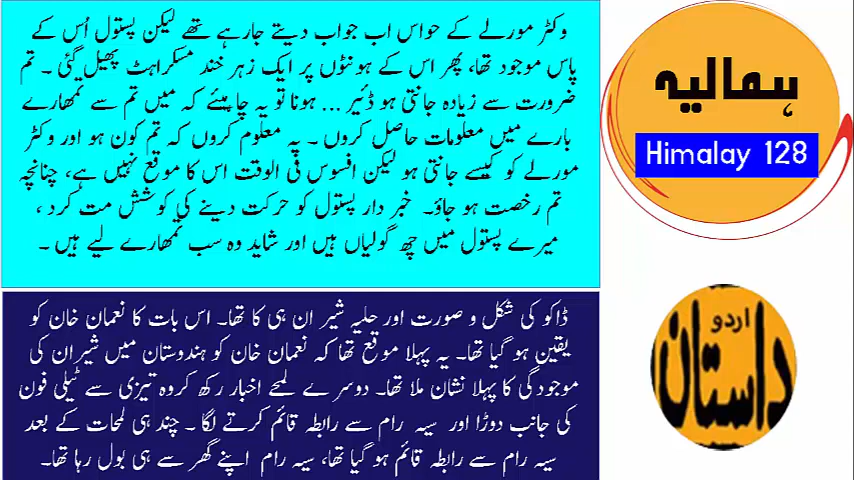 وکٹر مورلے کے حواس اب جواب دیتے جارہے تھے لیکن پستول اُس کے
پاس موجود تھا، پھر اس کے ہونٹوں پر ایک زہر خند مسکراہٹ پھیل گئی ۔ تم
ضرورت سے زیادہ جانتی ہو ڈئیر ... ہونا تو یہ چاہیئے کہ میں تم سے تمھارے
بارے میں معلومات حاصل کروں ۔ یہ معلوم کروں کہ تم کون ہو اور وکٹر
مورلے کو کیسے جانتی ہو لیکن افسوس فی الوقت اس کا موقع نہیں ہے، چنانچہ
تم رخصت ہو جاؤ۔ خبر دار پستول کو حرکت دینے کی کوشش مت کرد ،
میرے پستول میں چھ گولیاں ہیں اور شاید وہ سب تمھارے لیے ہیں ۔
ڈاکو کی شکل و صورت اور حلیہ شیر ان ہی کا تھا۔ اس بات کا نعمان خان کو
یقین ہو گیا تھا۔ یہ پہلا موقع تھا کہ نعمان خان کو ہندوستان میں شیران کی
موجودگی کا پہلا نشان ملا تھا۔ دوسرے لمحے اخبار رکھ کروہ تیزی سے ٹیلی فون
کی جانب دوڑا اور سیہ رام سے رابطہ قائم کرنے لگا ۔ چند ہی لمحات کے بعد
سیہ رام سے رابطہ قائم ہو گیا تھا، سیہ رام اپنے گھر سے ہی بول رہا تھا۔
ہمالیہ
Himalay 128
اردو
داستان